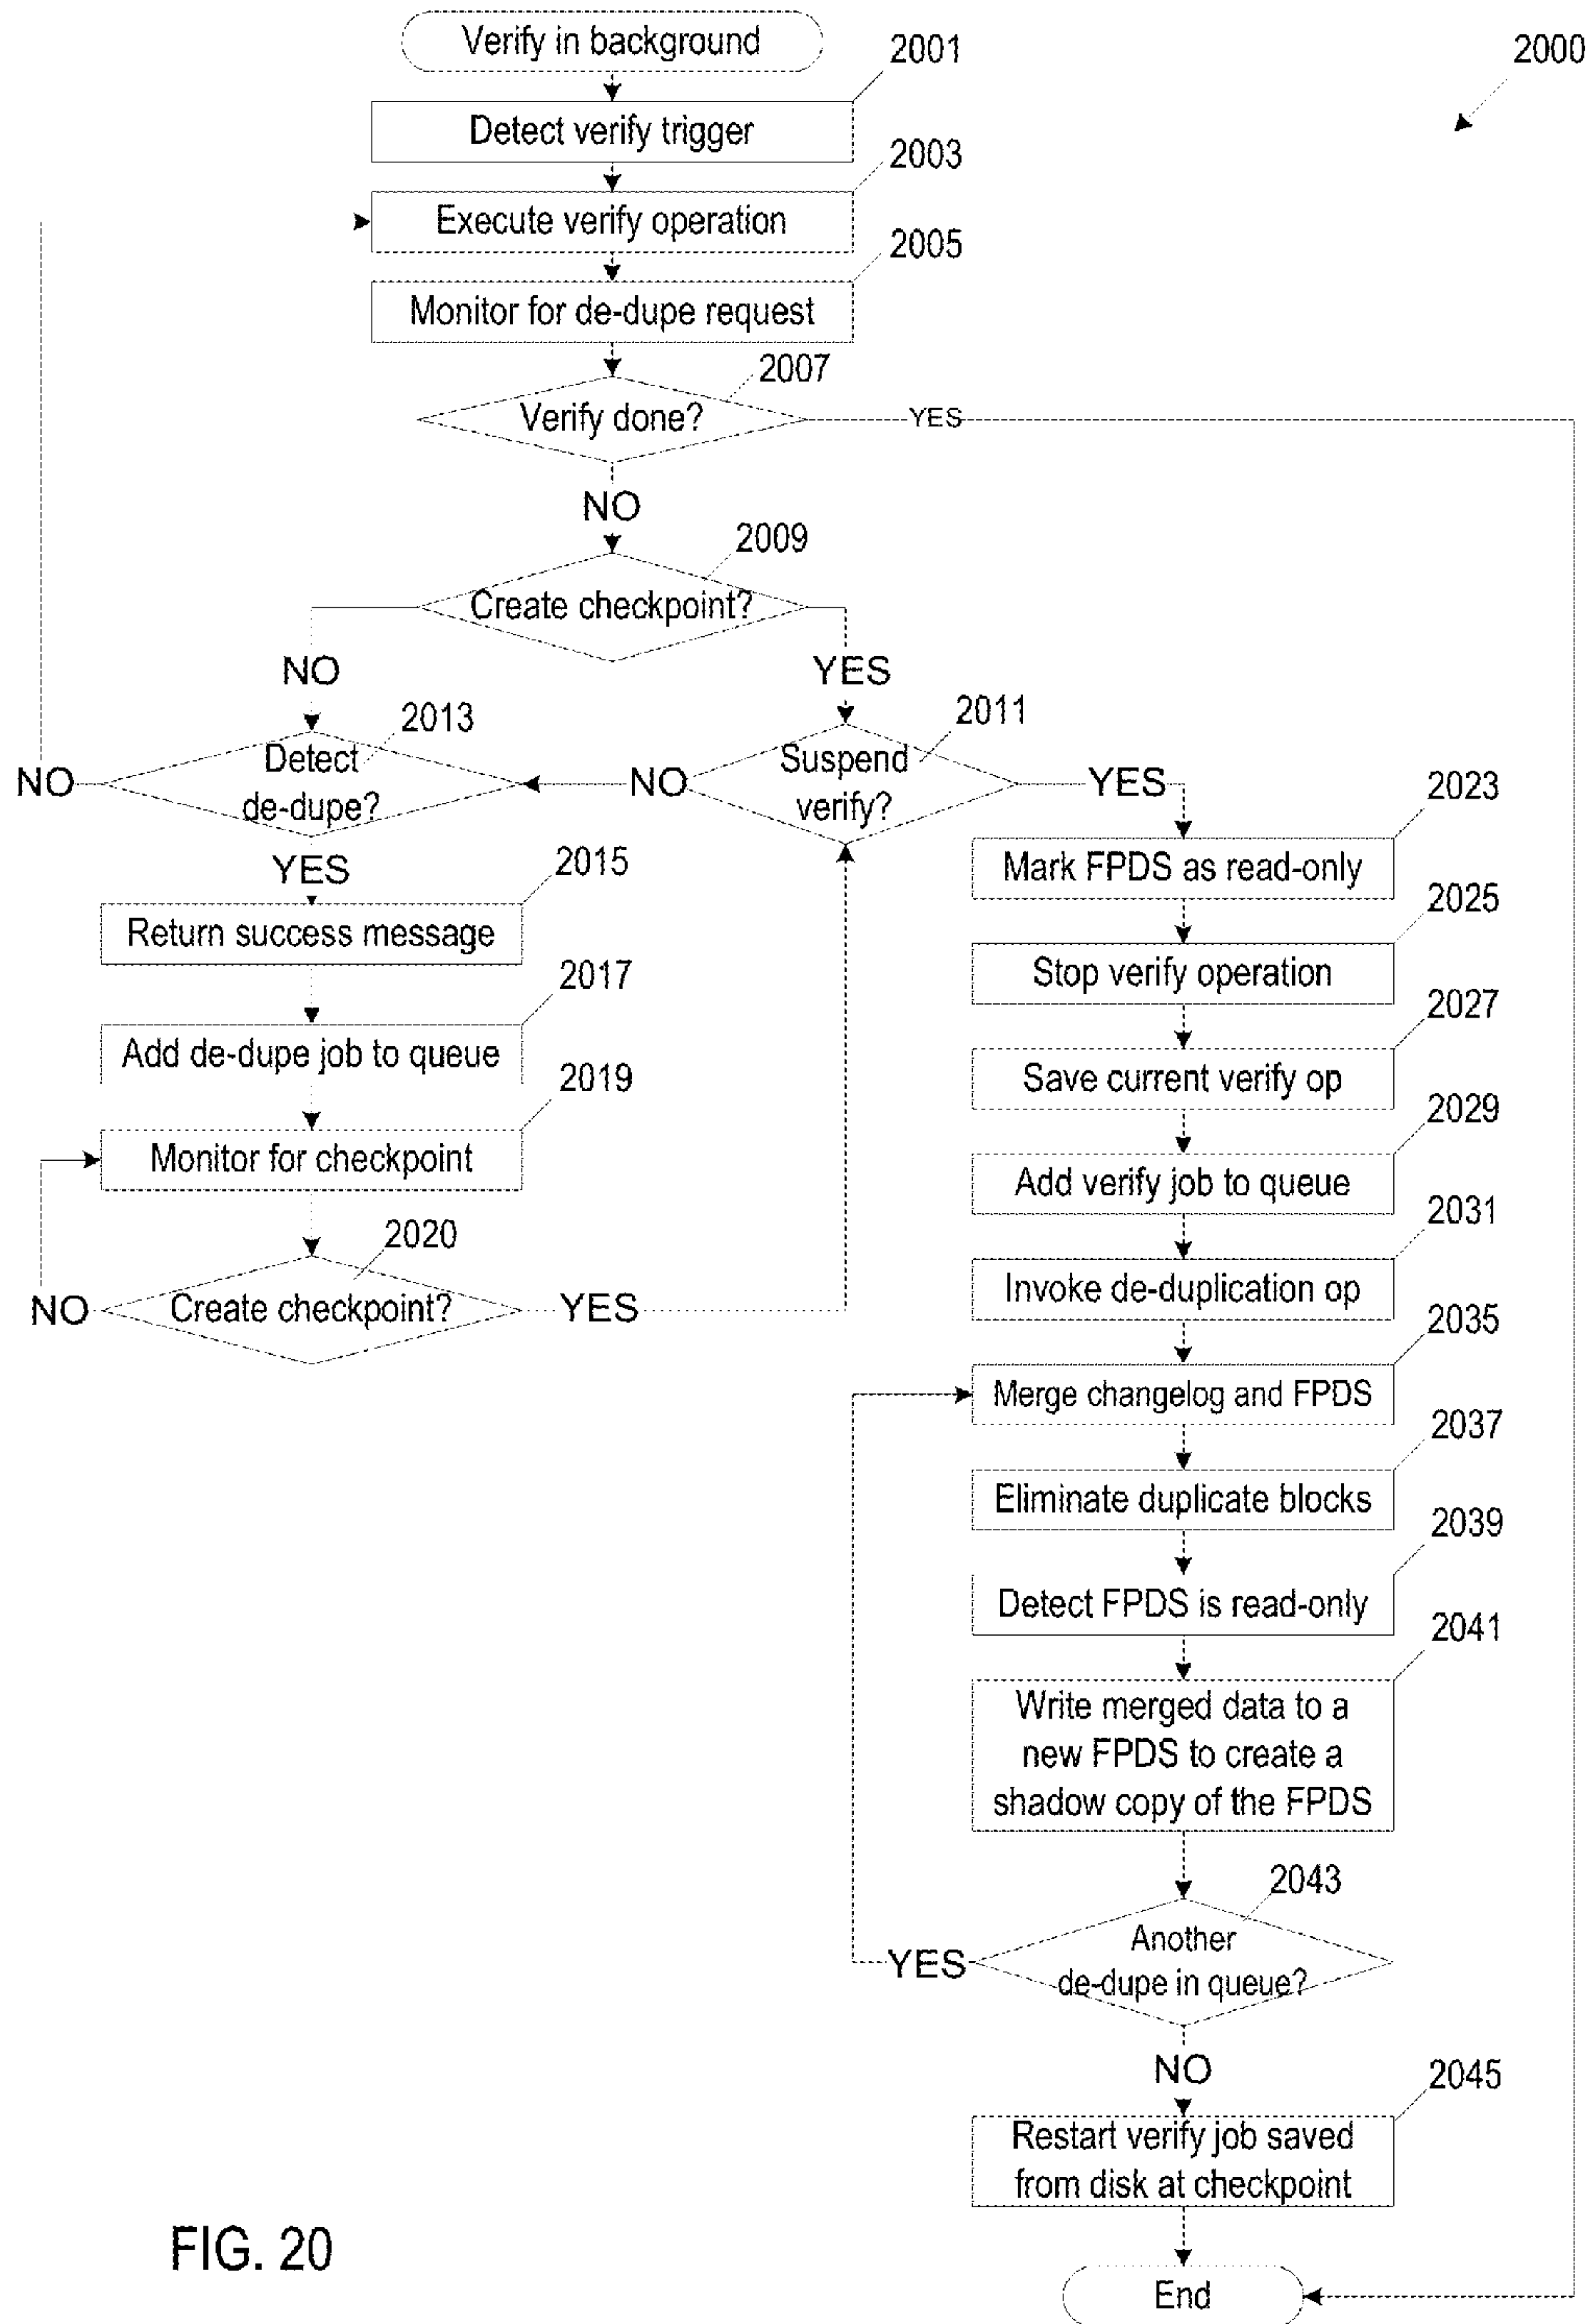 Verify in background
2001
2000
Detect verify trigger
2003
Execute verify operation
2005
Monitor for de-dupe request
2007
Verify done?
YES
NO
2009
Create checkpoint?
NO
YES
2013
2011
Detect
de-dupe?
NO
Suspend
verify?
NO
YES
2023
Mark FPDS as read-only
YES
2015
Return success message
2025
Stop verify operation
2017
Add de-dupe job to queue
2027
Save current verify op
2019
Monitor for checkpoint
2029
Add verify job to queue
2020
Create checkpoint?
NO
YES
2031
Invoke de-duplication op
2035
Merge changelog and FPDS
2037
Eliminate duplicate blocks
2039
Detect FPDS is read-only
2041
Write merged data to a
new FPDS to create a
shadow copy of the FPDS
2043
Another
de-dupe in queue?
YES
NO
2045
Restart verify job saved
from disk at checkpoint
End
FIG. 20